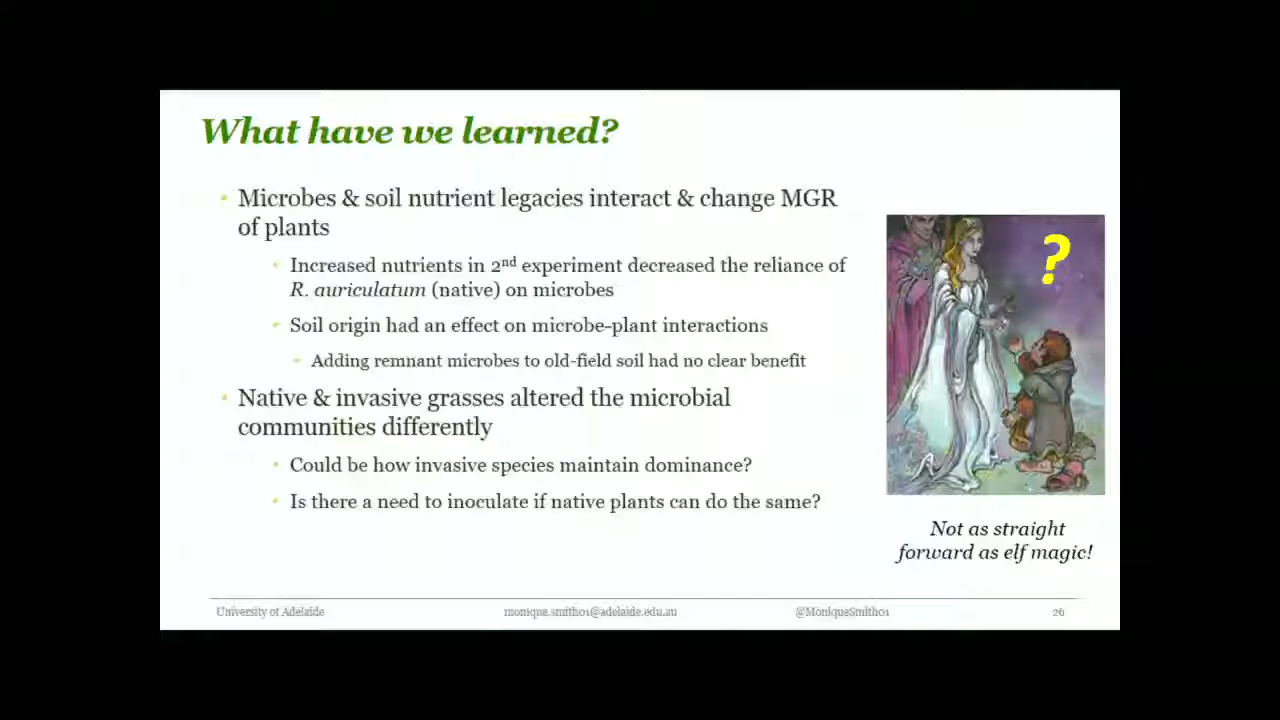 What have we learned?
Microbes & soil nutrient legacies interact & change MGR
of plants
Increased nutrients in 2nd experiment decreased the reliance of
R. auriculatum (native) on microbes
Soil origin had an effect on microbe-plant interactions
Adding remnant microbes to old-field soil had no clear benefit
Native & invasive grasses altered the microbial
communities differently
Could be how invasive species maintain dominance?
Is there a need to inoculate if native plants can do the same?
?
Not as straight
forward as elf magic!
University of Adelaide
monique.smith01@adelaide.edu.au
@MoniqueSmith01
26